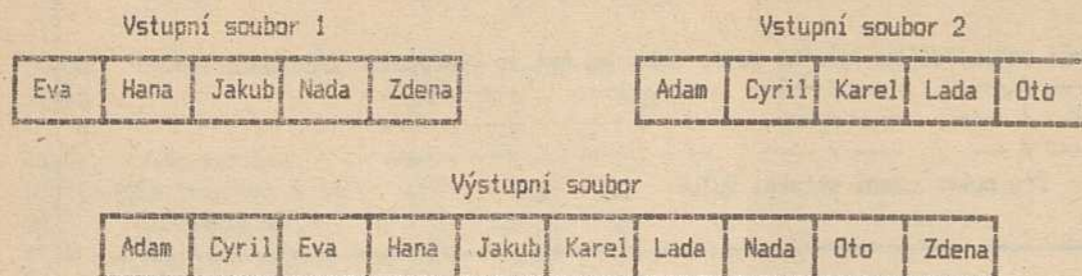 Vstupní soubor 1 Vstupní soubor 2
Eva Hana Jakub Nada Zdena Adam Cyril Karel Lada Oto
Výstupní soubor
Adam Cyril Eva Hana Jakub Karel Lada Nada Oto Zdena